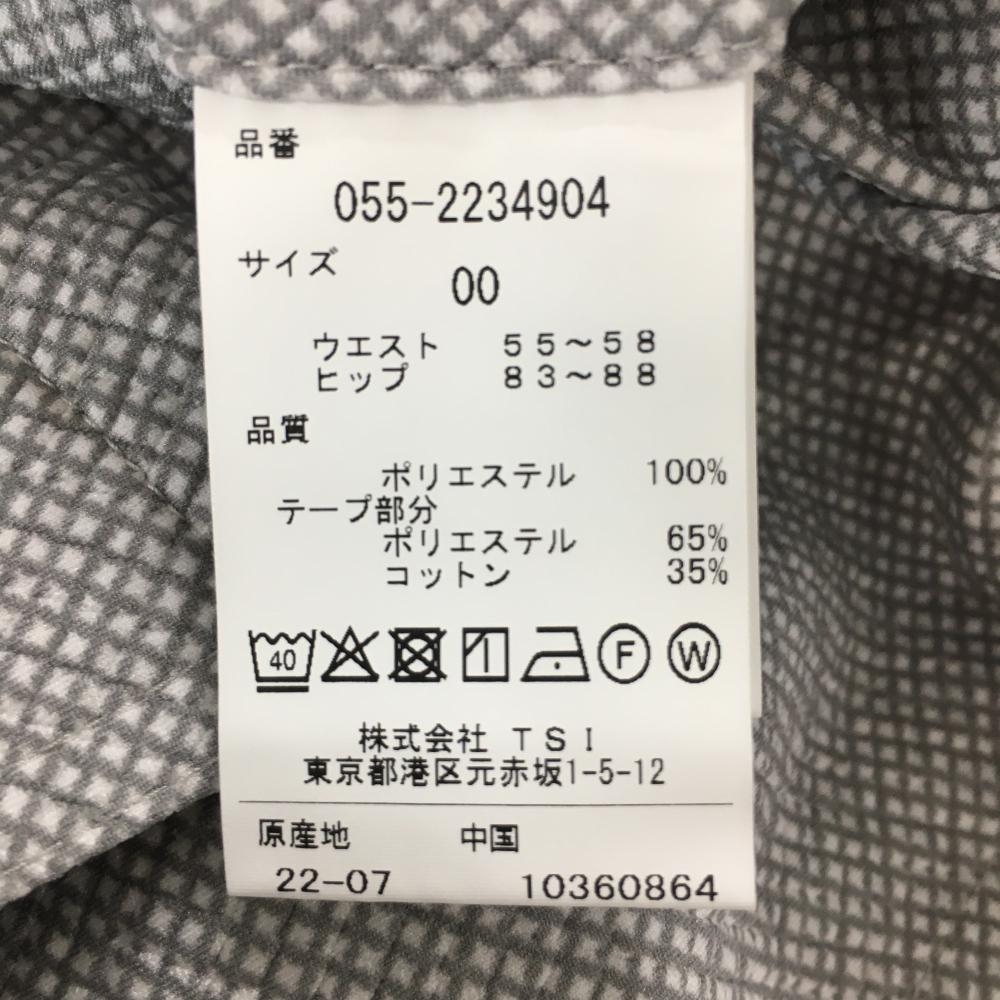 品番
055-2234904
サイズ
00
ウエスト 55～58
ヒップ 83～88
品質
ポリエステル 100%
テープ部分
ポリエステル 65%
コットン 35%
40 F W
株式会社 TSI
東京都港区元赤坂1-5-12
原産地 中国
22-07 10360864